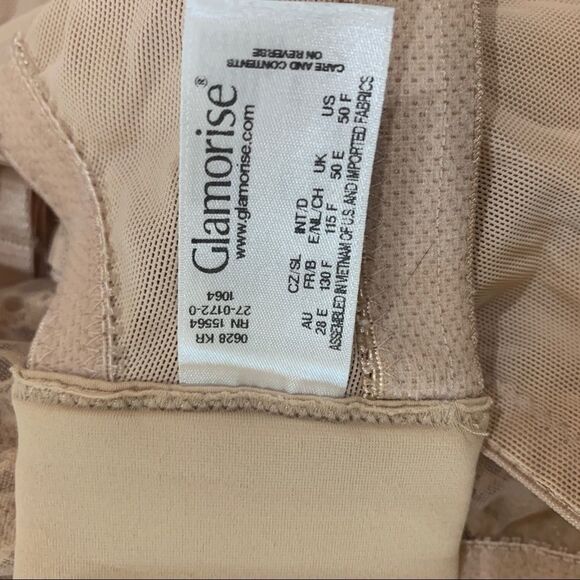 CARE AND CONTENTS
ON REVERSE
Glamorise®
www.glamorise.com
AU CZ/SL INT/D UK US
FR/B E/NL/CH
28 E 130 F 115 F 50 E 50 F
ASSEMBLED IN VIETNAM OF U.S. AND IMPORTED FABRICS
1064
27-0172-0
RN 15564
0628 KR